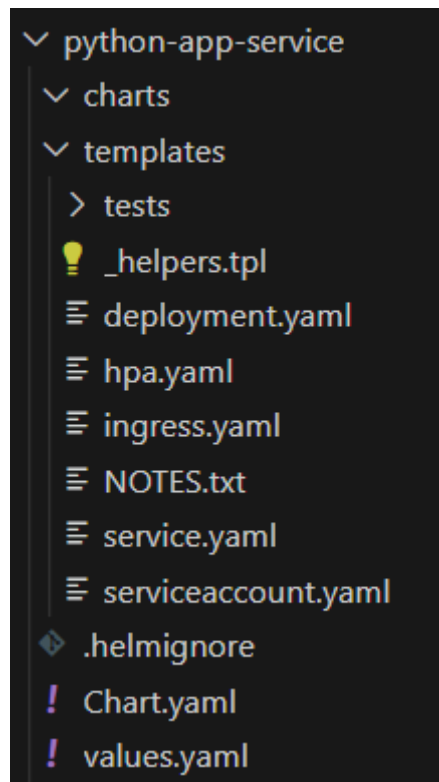 python-app-service
charts
templates
tests
_helpers.tpl
deployment.yaml
hpa.yaml
ingress.yaml
NOTES.txt
service.yaml
serviceaccount.yaml
.helmignore
Chart.yaml
values.yaml